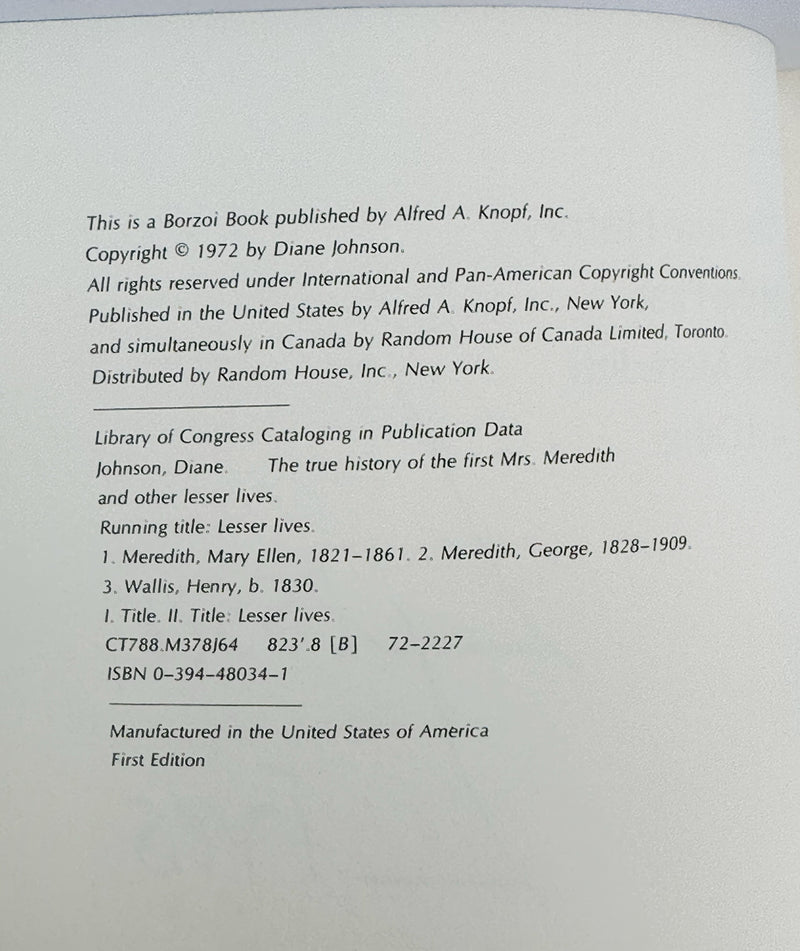 This is a Borzoi Book published by Alfred A. Knopf, Inc.
Copyright © 1972 by Diane Johnson.
All rights reserved under International and Pan-American Copyright Conventions.
Published in the United States by Alfred A. Knopf, Inc., New York,
and simultaneously in Canada by Random House of Canada Limited, Toronto.
Distributed by Random House, Inc., New York.
Library of Congress Cataloging in Publication Data
Johnson, Diane. The true history of the first Mrs. Meredith
and other lesser lives.
Running title: Lesser lives.
1. Meredith, Mary Ellen, 1821–1861. 2. Meredith, George, 1828–1909.
3. Wallis, Henry, b. 1830.
I. Title. II. Title: Lesser lives.
CT788.M378J64 823'.8 [B] 72–2227
ISBN 0–394–48034–1
Manufactured in the United States of America
First Edition